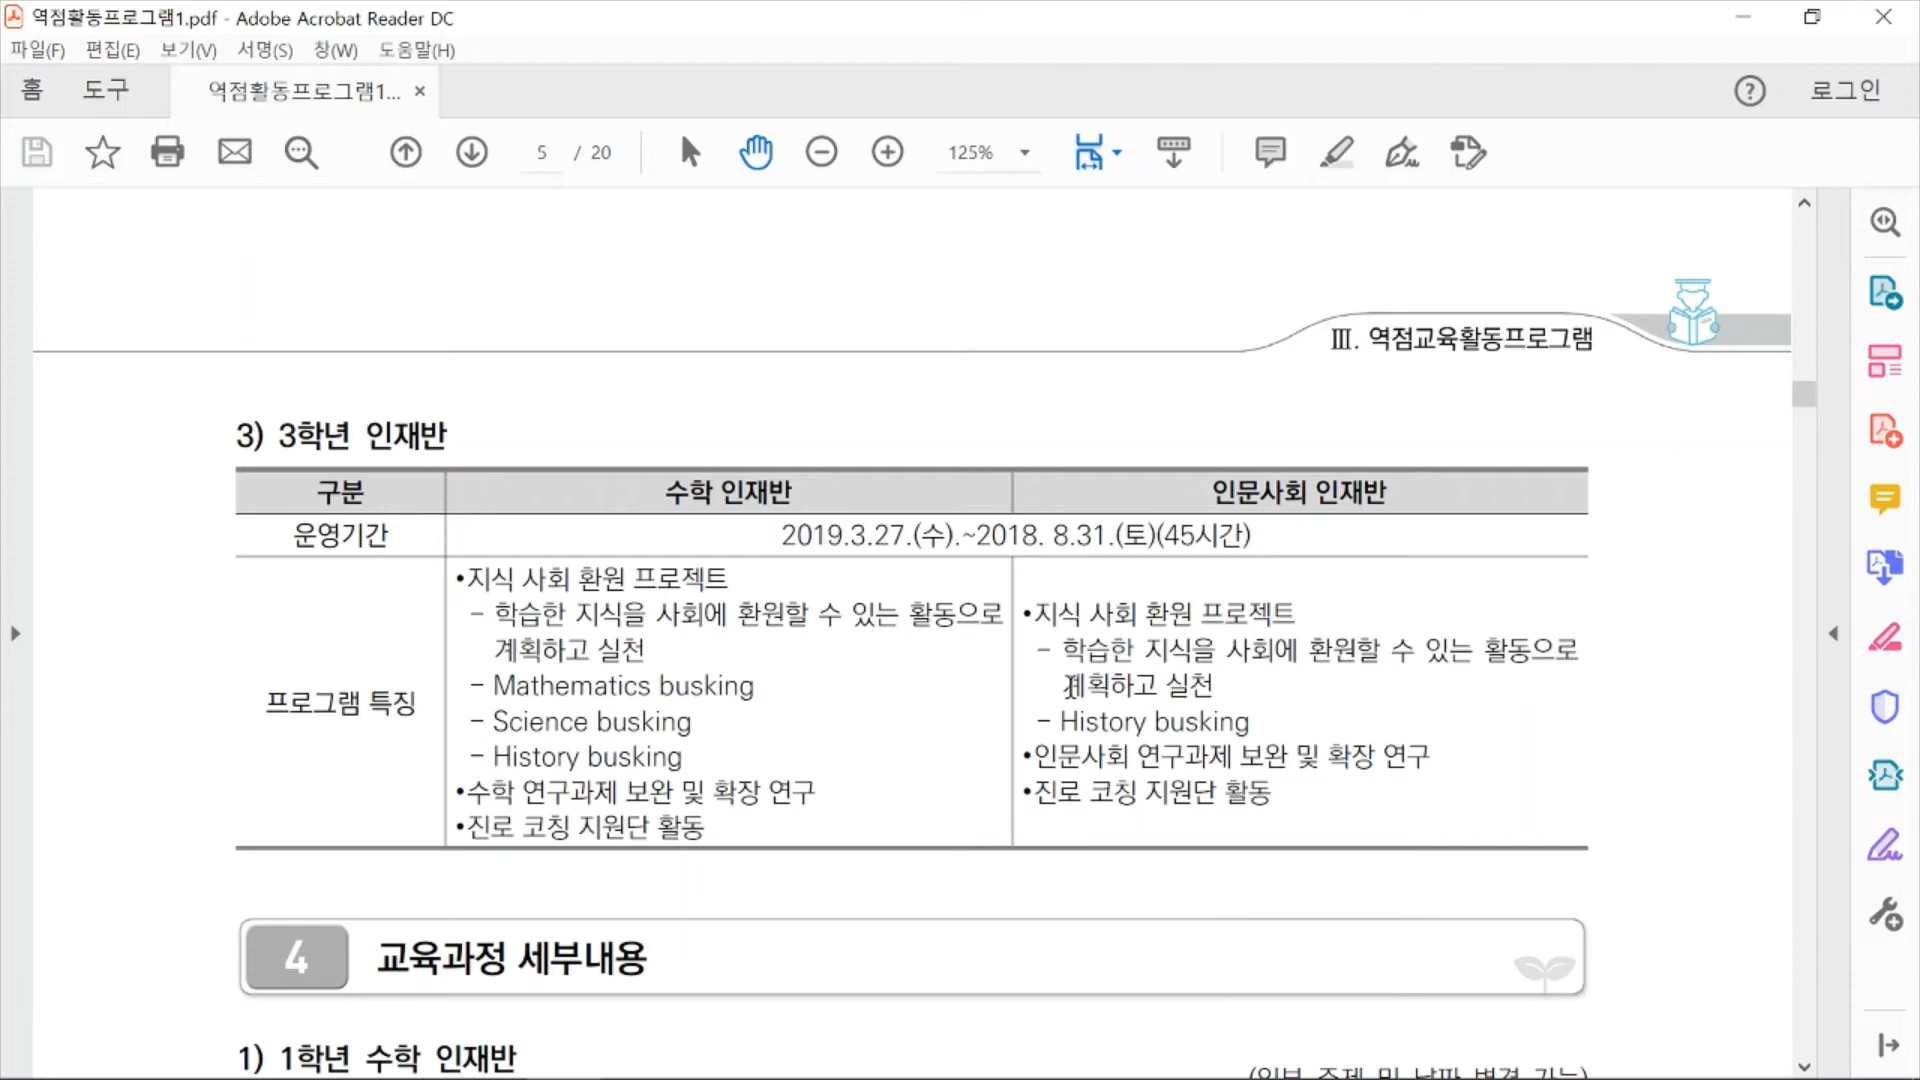 역점활동프로그램1.pdf - Adobe Acrobat Reader DC
파일(F) 편집(E) 보기(V) 서명(S) 창(W) 도움말(H)
홈 도구 역점활동프로그램1... × 로그인
5 / 20 125%
Ⅲ. 역점교육활동프로그램
3) 3학년 인재반
구분 수학 인재반 인문사회 인재반
운영기간 2019.3.27.(수).~2018. 8.31.(토)(45시간)
프로그램 특징
•지식 사회 환원 프로젝트
- 학습한 지식을 사회에 환원할 수 있는 활동으로
계획하고 실천
- Mathematics busking
- Science busking
- History busking
•수학 연구과제 보완 및 확장 연구
•진로 코칭 지원단 활동
•지식 사회 환원 프로젝트
- 학습한 지식을 사회에 환원할 수 있는 활동으로
계획하고 실천
- History busking
•인문사회 연구과제 보완 및 확장 연구
•진로 코칭 지원단 활동
4 교육과정 세부내용
1) 1학년 수학 인재반
(일부 주제 및 날짜 변경 가능)